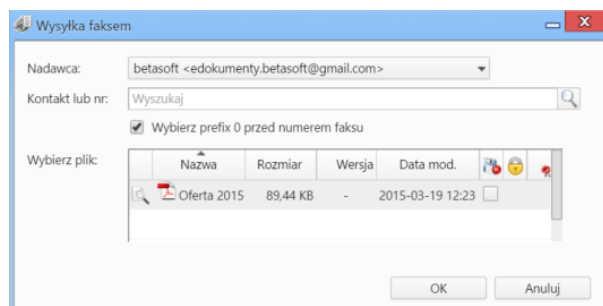 Wysyłka faksem
Nadawca: betasoft <edokumenty.betasoft@gmail.com>
Kontakt lub nr: Wyszukaj
Wybierz prefix 0 przed numerem faksu
Wybierz plik: Nazwa Rozmiar Wersja Data mod.
Oferta 2015 89,44 KB - 2015-03-19 12:23
OK Anuluj